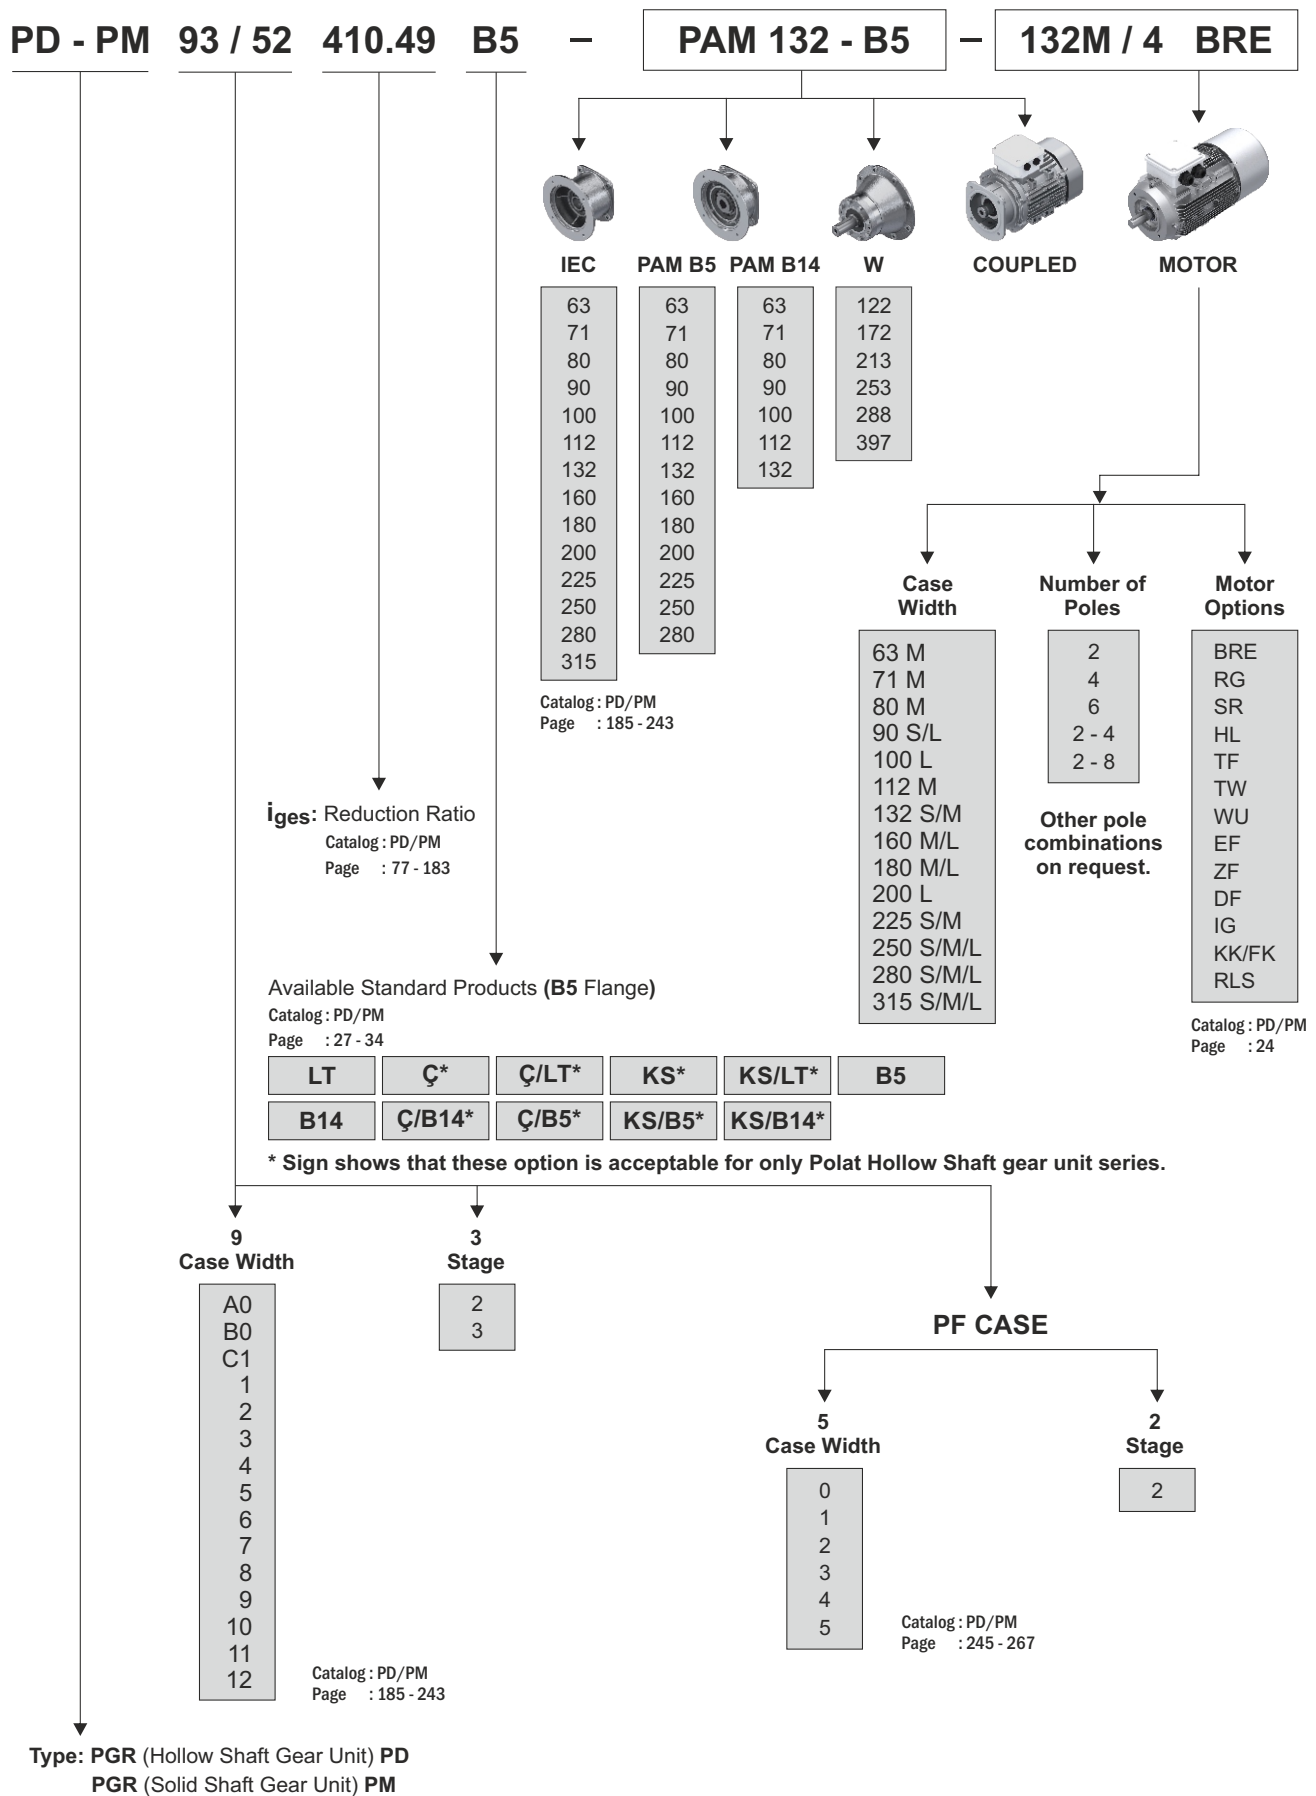 PD - PM 93 / 52 410.49 B5 – PAM 132 - B5 – 132M / 4 BRE
IEC PAM B5 PAM B14 W COUPLED MOTOR
63 63 63 122
71 71 71 172
80 80 80 213
90 90 90 253
100 100 100 288
112 112 112 397
132 132 132
160 160
180 180
200 200
225 225
250 250
280 280
315
Catalog : PD/PM
Page : 185 - 243
Case Width
63 M
71 M
80 M
90 S/L
100 L
112 M
132 S/M
160 M/L
180 M/L
200 L
225 S/M
250 S/M/L
280 S/M/L
315 S/M/L
Number of
Poles
2
4
6
2 - 4
2 - 8
Other pole
combinations
on request.
Motor
Options
BRE
RG
SR
HL
TF
TW
WU
EF
ZF
DF
IG
KK/FK
RLS
Catalog : PD/PM
Page : 24
iges: Reduction Ratio
Catalog : PD/PM
Page : 77 - 183
Available Standard Products (B5 Flange)
Catalog : PD/PM
Page : 27 - 34
LT Ç* Ç/LT* KS* KS/LT* B5
B14 Ç/B14* Ç/B5* KS/B5* KS/B14*
* Sign shows that these option is acceptable for only Polat Hollow Shaft gear unit series.
9
Case Width
A0
B0
C1
1
2
3
4
5
6
7
8
9
10
11
12
Catalog : PD/PM
Page : 185 - 243
3
Stage
2
3
PF CASE
5
Case Width
0
1
2
3
4
5
Catalog : PD/PM
Page : 245 - 267
2
Stage
2
Type: PGR (Hollow Shaft Gear Unit) PD
PGR (Solid Shaft Gear Unit) PM